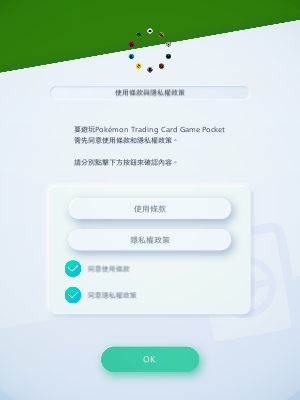 使用條款與隱私權政策
要遊玩Pokémon Trading Card Game Pocket
需先同意使用條款和隱私權政策。
請分別點擊下方按鈕來確認內容。
使用條款
隱私權政策
同意使用條款
同意隱私權政策
OK